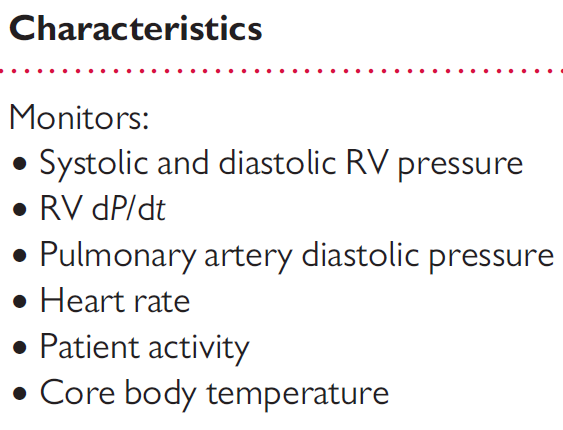 Characteristics
Monitors:
• Systolic and diastolic RV pressure
• RV dP/dt
• Pulmonary artery diastolic pressure
• Heart rate
• Patient activity
• Core body temperature